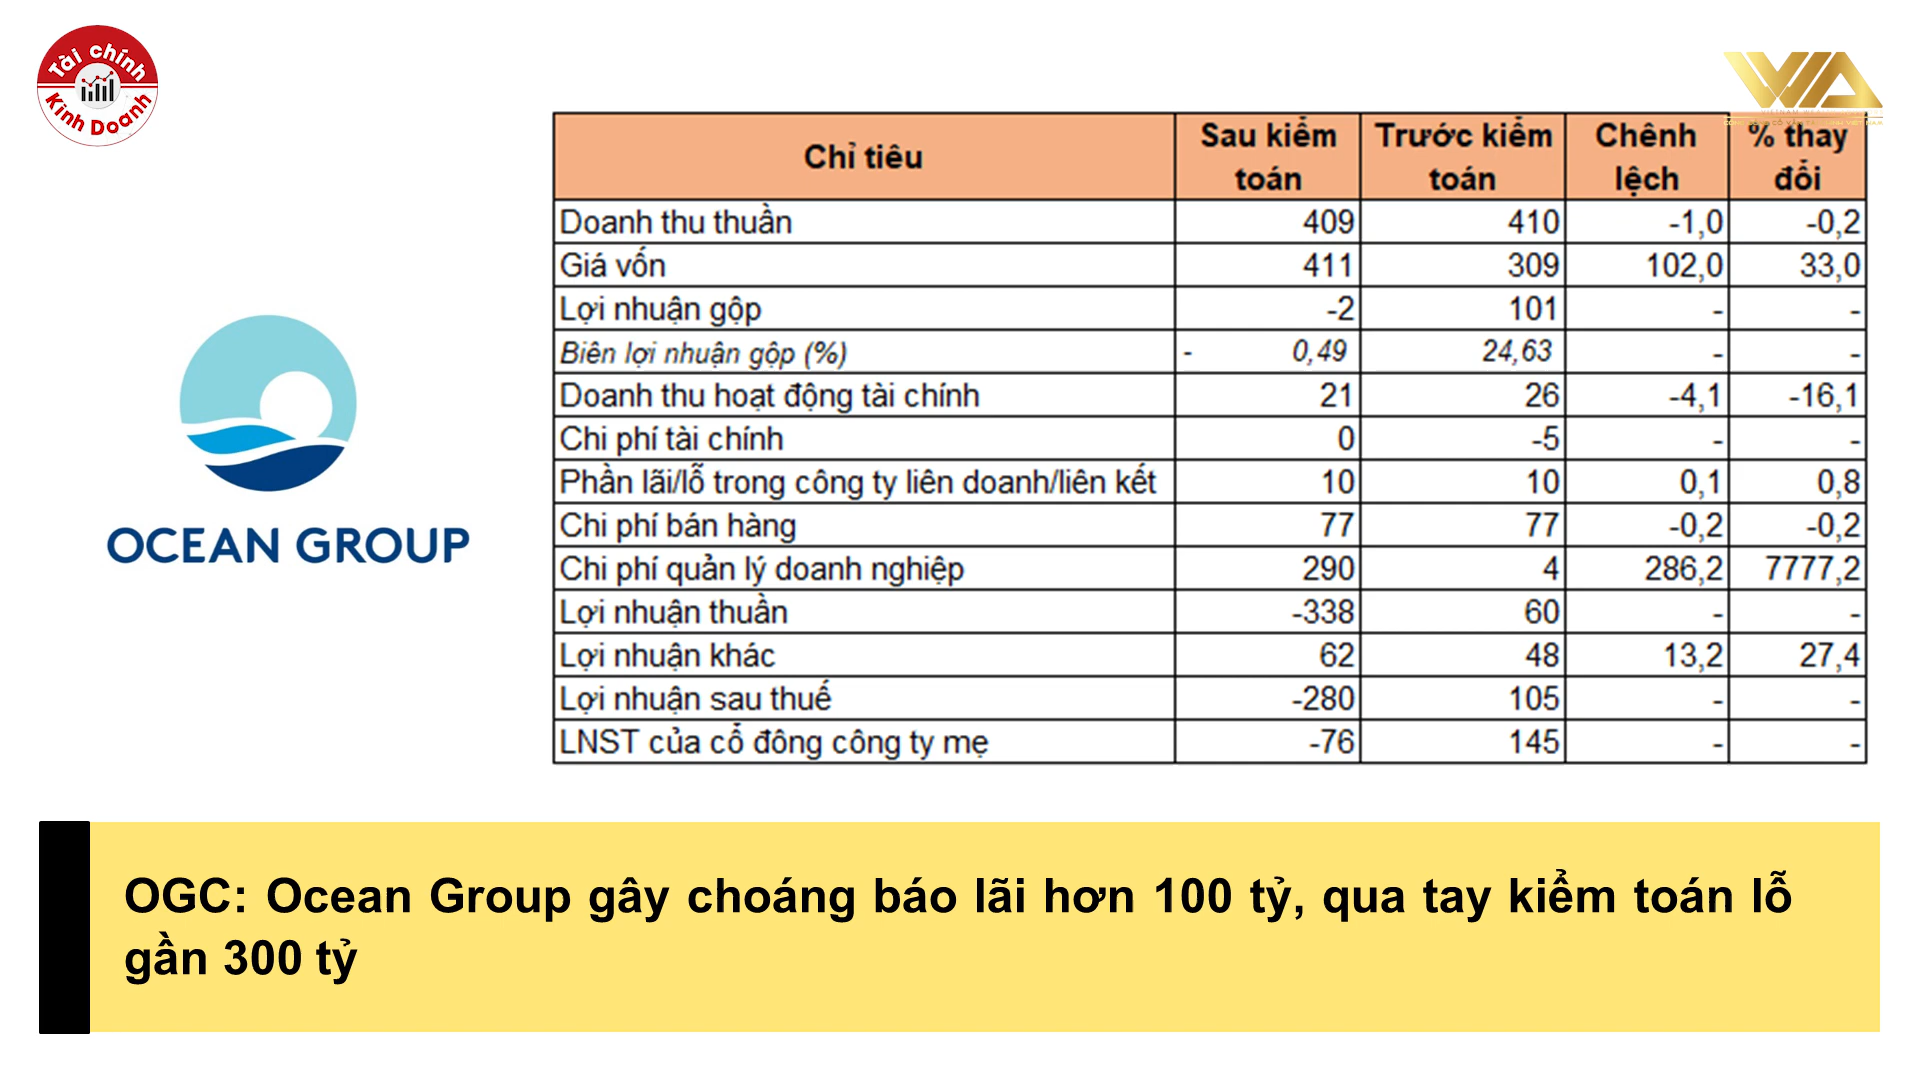 Tài chính
Kinh Doanh
Chỉ tiêu | Sau kiểm toán | Trước kiểm toán | Chênh lệch | % thay đổi
Doanh thu thuần | 409 | 410 | -1,0 | -0,2
Giá vốn | 411 | 309 | 102,0 | 33,0
Lợi nhuận gộp | -2 | 101 | - | -
Biên lợi nhuận gộp (%) | - 0,49 | 24,63 | - | -
Doanh thu hoạt động tài chính | 21 | 26 | -4,1 | -16,1
Chi phí tài chính | 0 | -5 | - | -
Phần lãi/lỗ trong công ty liên doanh/liên kết | 10 | 10 | 0,1 | 0,8
Chi phí bán hàng | 77 | 77 | -0,2 | -0,2
Chi phí quản lý doanh nghiệp | 290 | 4 | 286,2 | 7777,2
Lợi nhuận thuần | -338 | 60 | - | -
Lợi nhuận khác | 62 | 48 | 13,2 | 27,4
Lợi nhuận sau thuế | -280 | 105 | - | -
LNST của cổ đông công ty mẹ | -76 | 145 | - | -
OCEAN GROUP
OGC: Ocean Group gây choáng báo lãi hơn 100 tỷ, qua tay kiểm toán lỗ
gần 300 tỷ